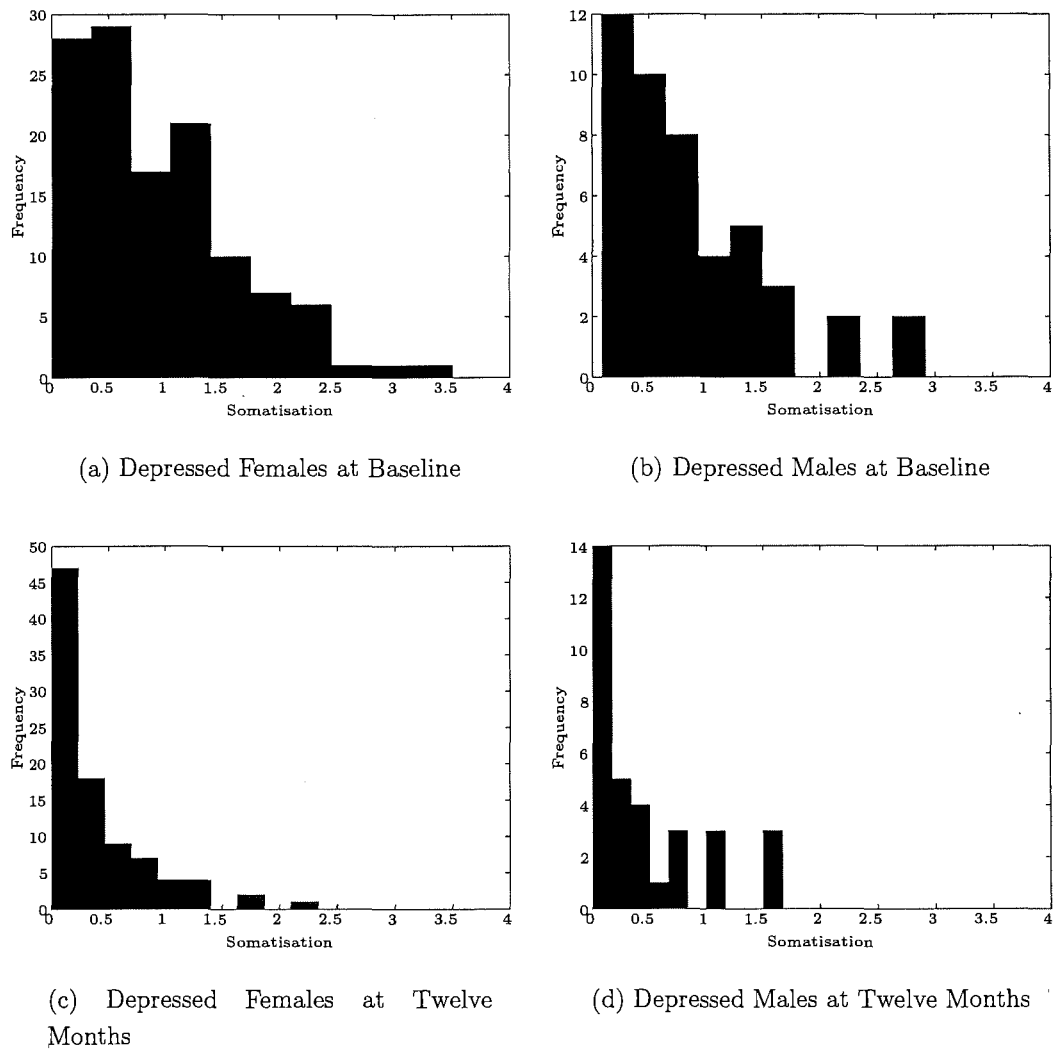 30
25
20
15
10
5
0
Frequency
0 0.5 1 1.5 2 2.5 3 3.5 4
Somatisation
(a) Depressed Females at Baseline
12
10
8
6
4
2
0
Frequency
0 0.5 1 1.5 2 2.5 3 3.5 4
Somatisation
(b) Depressed Males at Baseline
50
45
40
35
30
25
20
15
10
5
0
Frequency
0 0.5 1 1.5 2 2.5 3 3.5 4
Somatisation
(c) Depressed Females at Twelve
Months
14
12
10
8
6
4
2
0
Frequency
0 0.5 1 1.5 2 2.5 3 3.5 4
Somatisation
(d) Depressed Males at Twelve Months